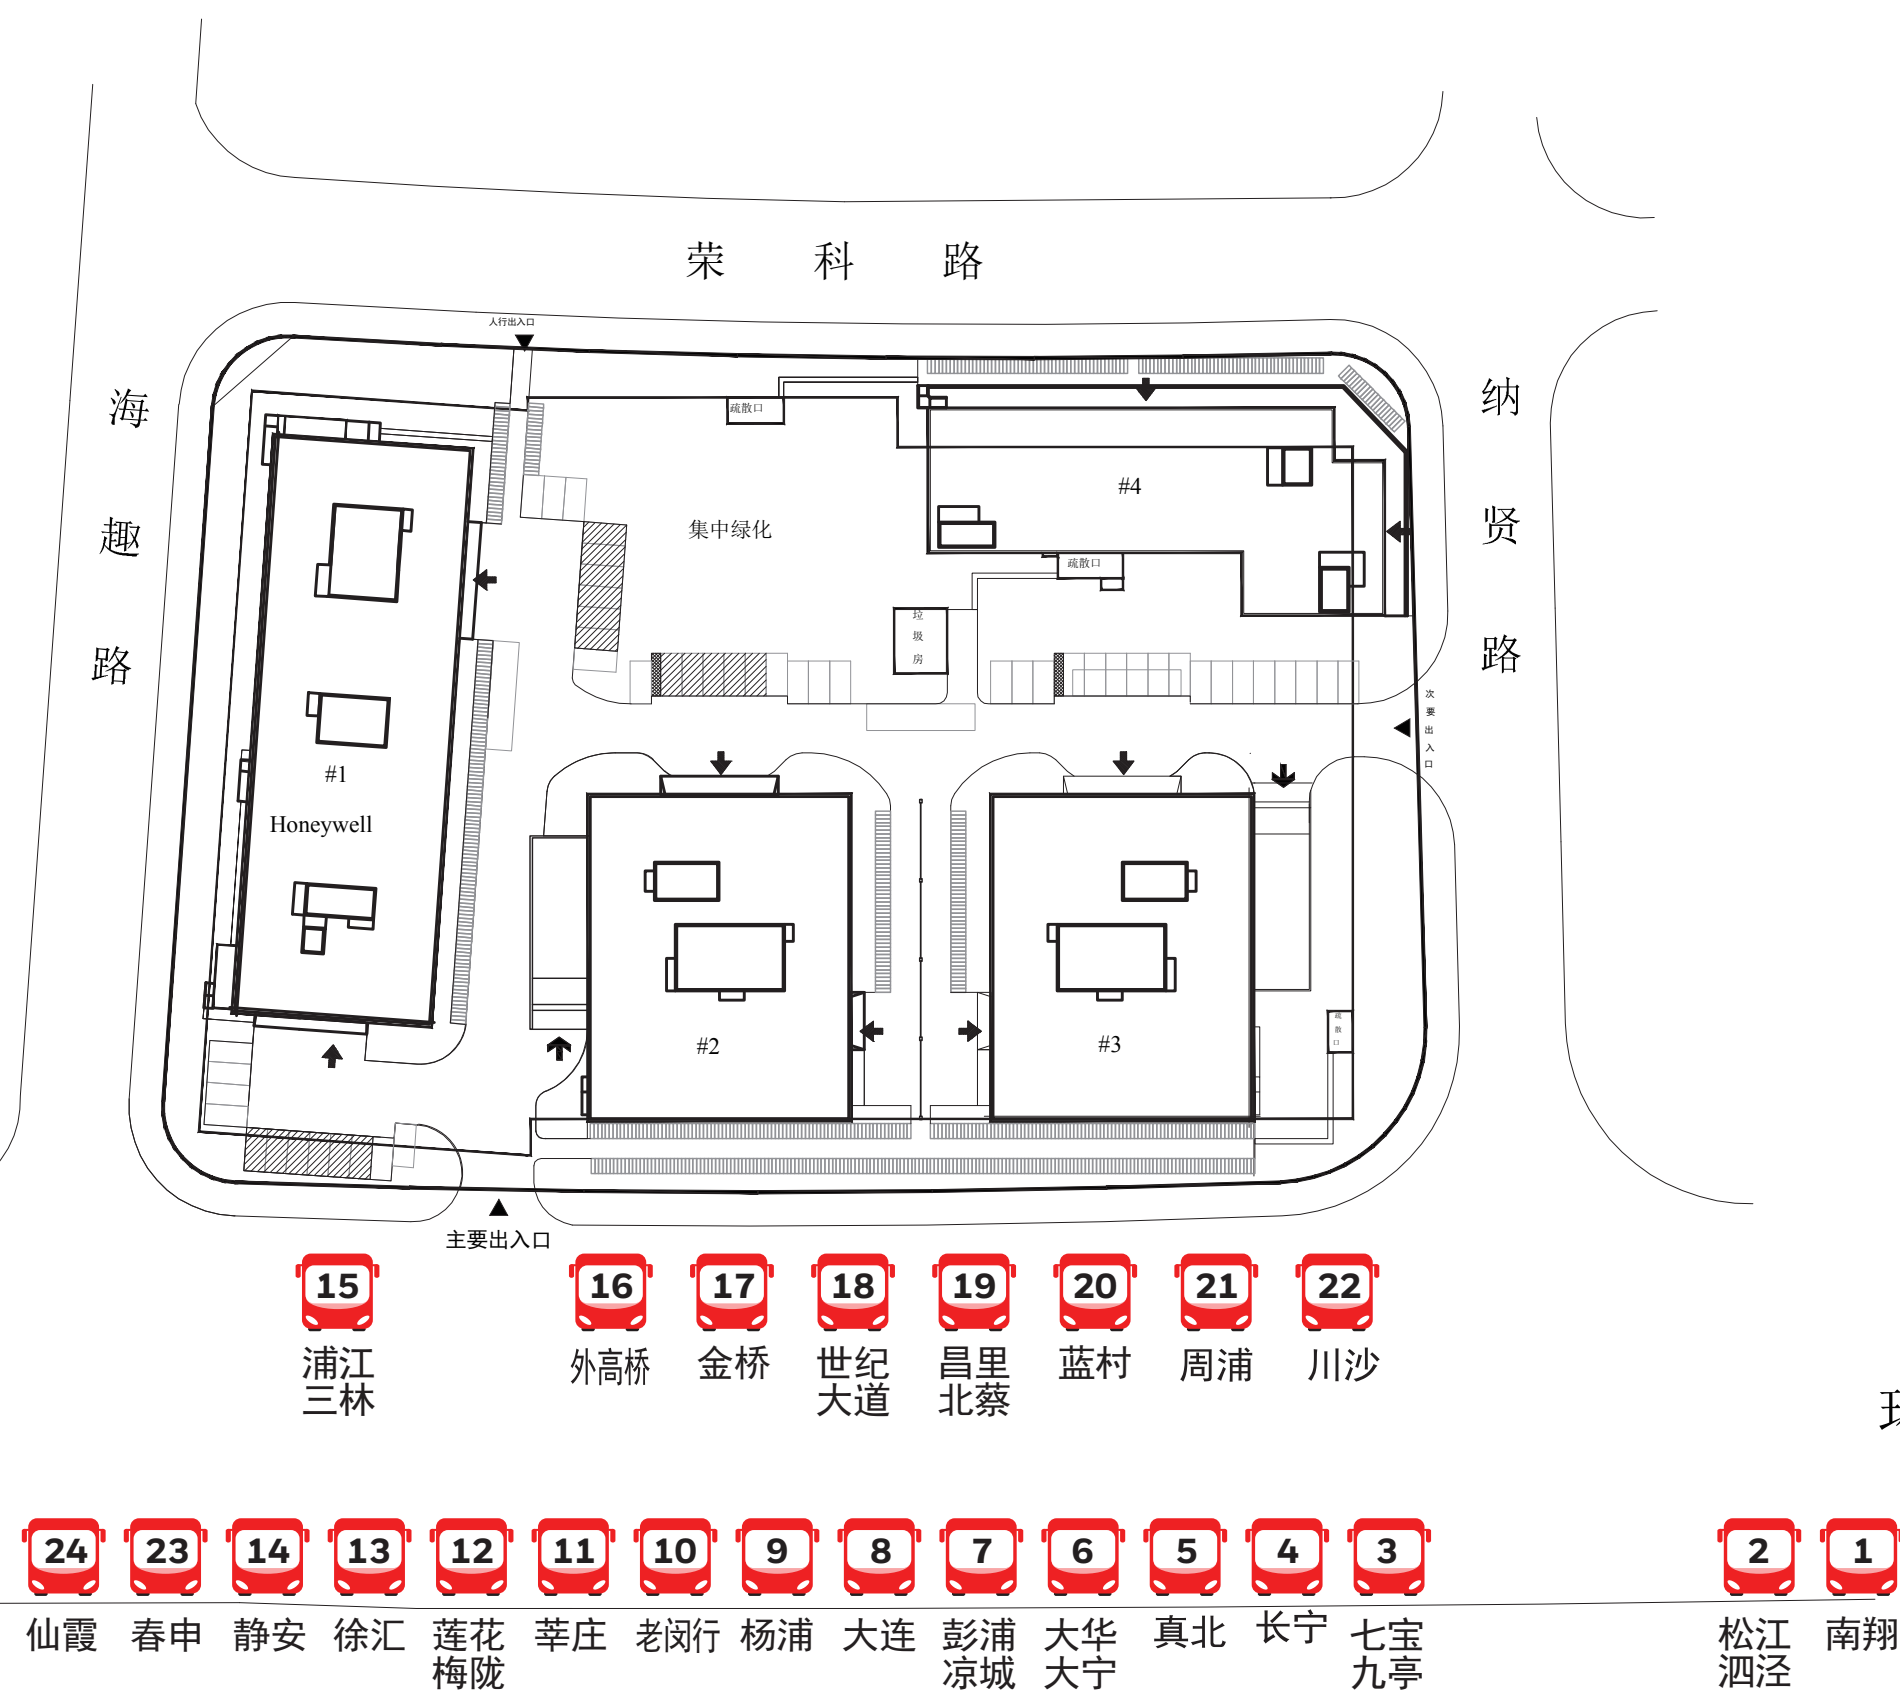 荣科路
人行出入口
海趣路
纳贤路
疏散口
#4
集中绿化
疏散口
垃圾房
次要出入口
#1
Honeywell
疏散口
#2
#3
主要出入口
15 16 17 18 19 20 21 22
浦江三林 外高桥 金桥 世纪大道 昌里北蔡 蓝村 周浦 川沙
24 23 14 13 12 11 10 9 8 7 6 5 4 3 2 1
仙霞 春申 静安 徐汇 莲花梅陇 莘庄 老闵行 杨浦 大连 彭浦凉城 大华大宁 真北 长宁 七宝九亭 松江泗泾 南翔